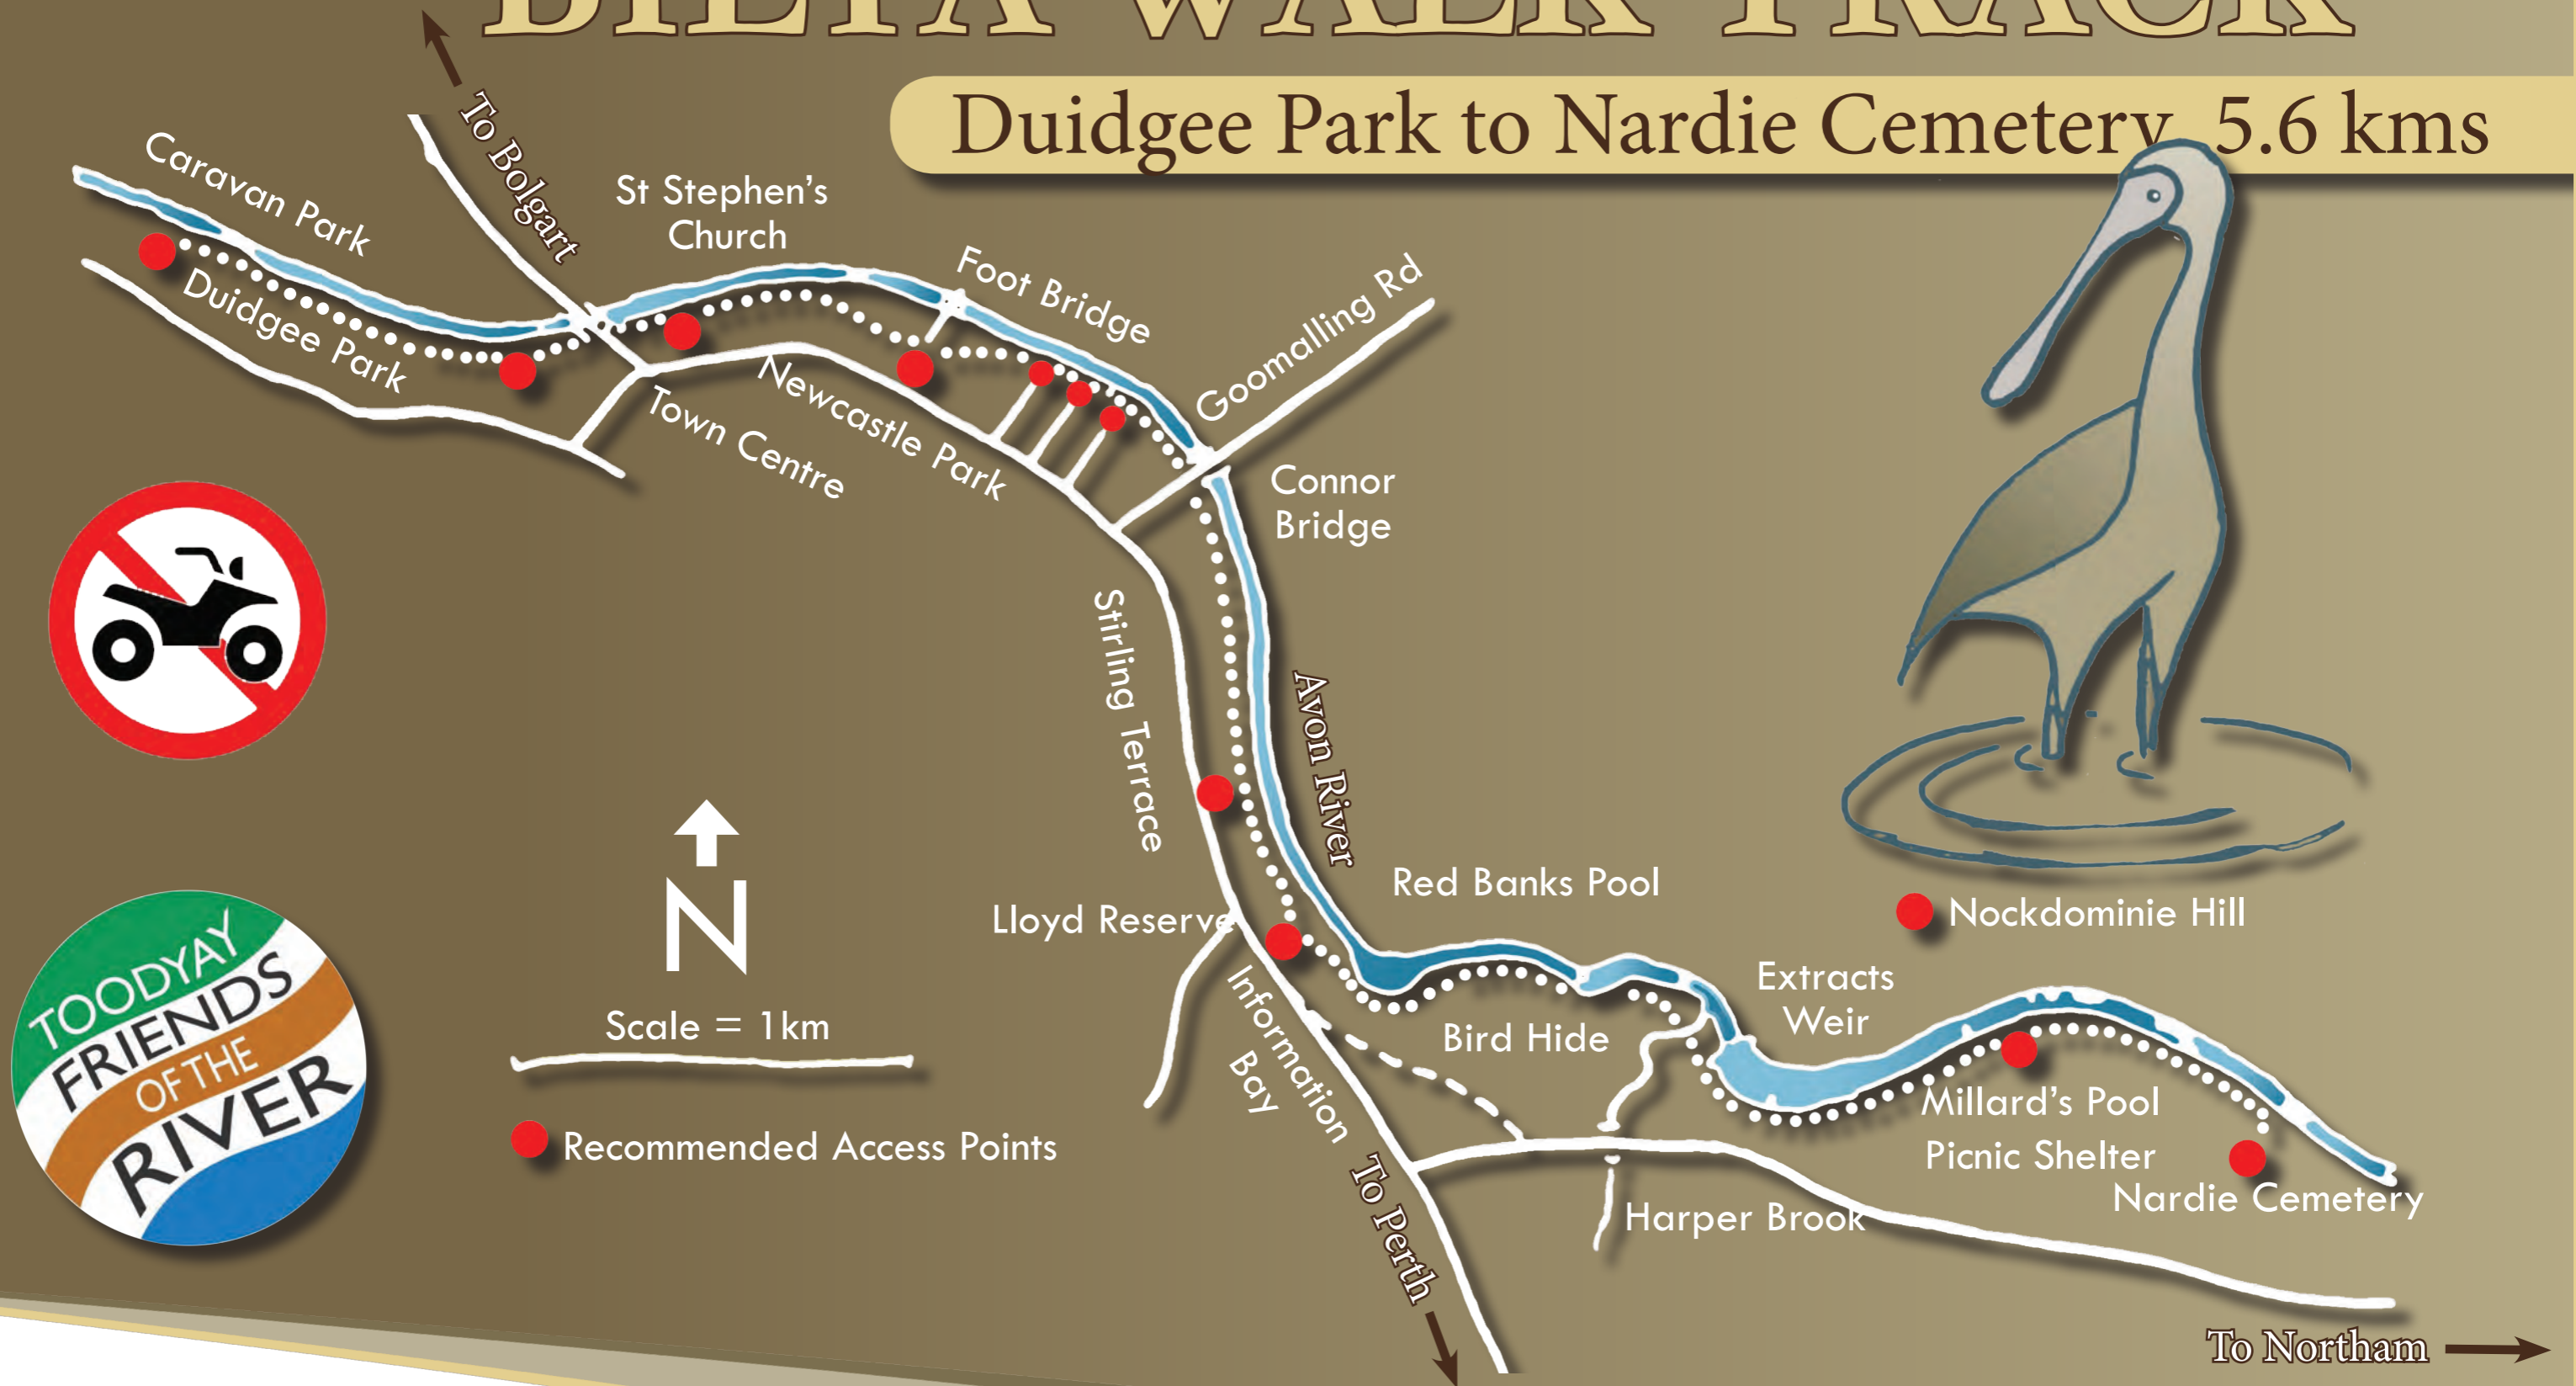 BILYA WALK TRACK
Duidgee Park to Nardie Cemetery 5.6 kms
To Bolgart
Caravan Park
Duidgee Park
St Stephen's
Church
Foot Bridge
Goomalling Rd
Town Centre
Newcastle Park
Connor
Bridge
Stirling Terrace
Avon River
Red Banks Pool
Lloyd Reserve
Nockdominie Hill
Extracts
Weir
Information
Bay
Bird Hide
Millard's Pool
Picnic Shelter
Nardie Cemetery
Harper Brook
To Perth
To Northam
N
Scale = 1km
Recommended Access Points
TOODYAY
FRIENDS
OF THE
RIVER